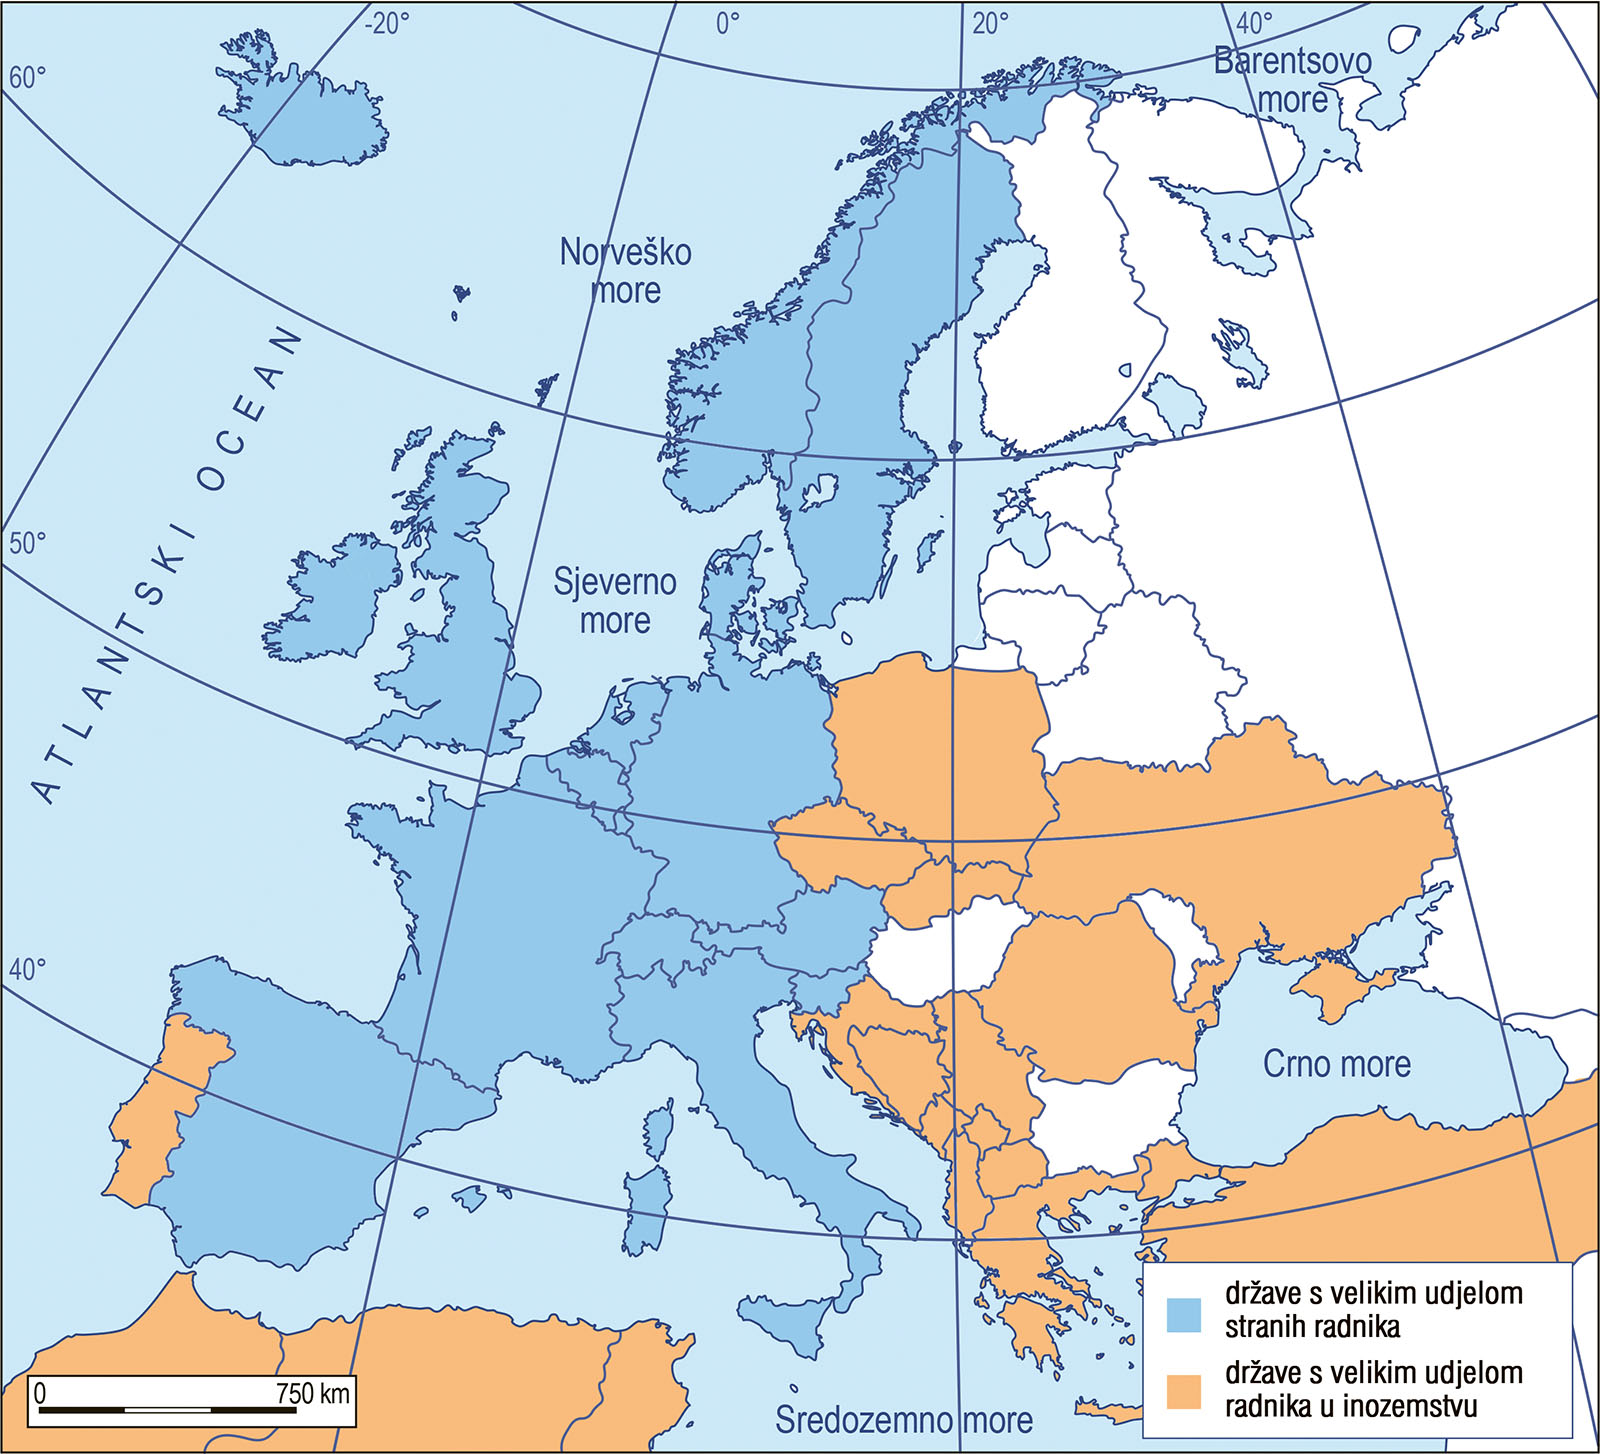 -20°
0°
20°
40°
60°
Barentsovo
more
Norveško
more
ATLANTSKI OCEAN
50°
Sjeverno
more
40°
Crno more
države s velikim udjelom
stranih radnika
države s velikim udjelom
radnika u inozemstvu
0
750 km
Sredozemno more